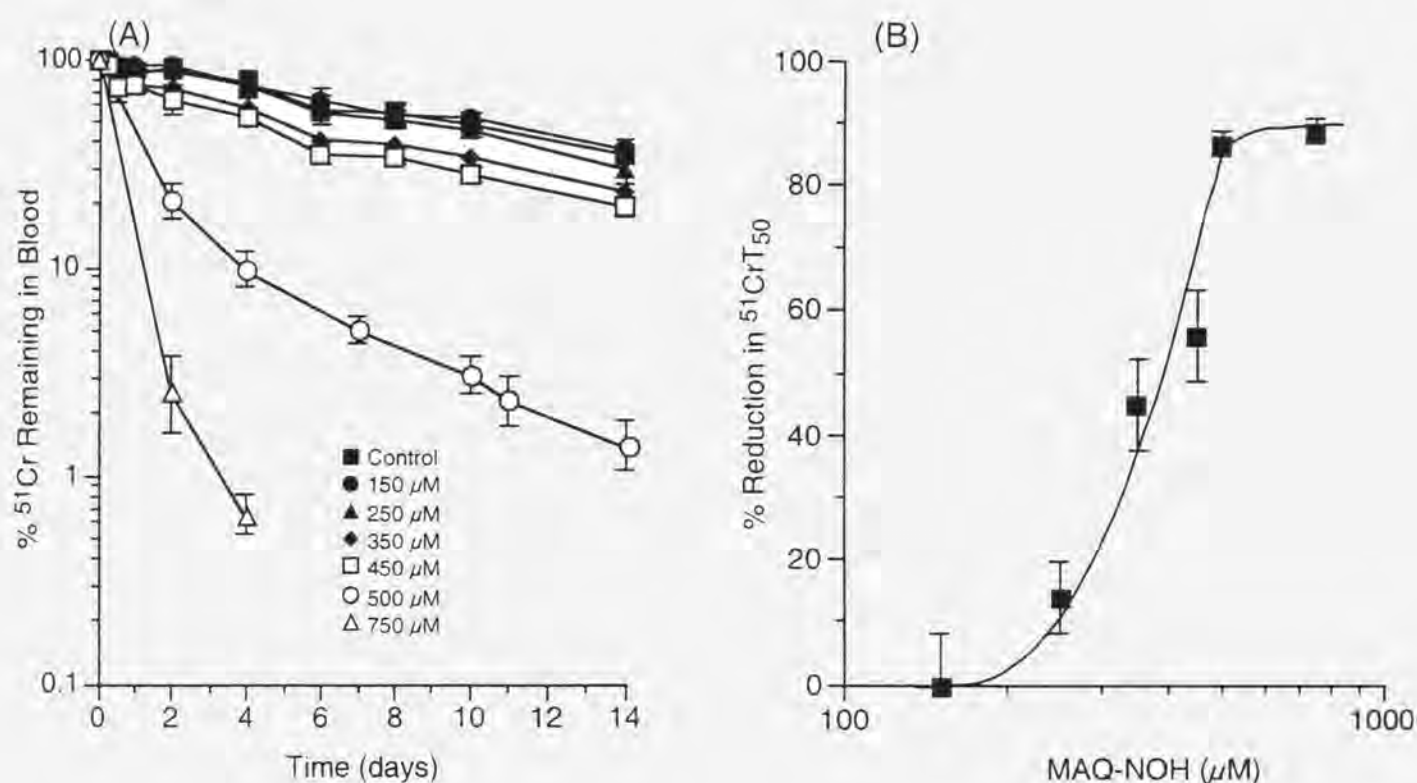 (A)
100
10
1
0.1
% ⁵¹Cr Remaining in Blood
Control
150 µM
250 µM
350 µM
450 µM
500 µM
750 µM
0 2 4 6 8 10 12 14
Time (days)
(B)
100
80
60
40
20
0
% Reduction in ⁵¹CrT₅₀
100 1000
MAQ-NOH (µM)